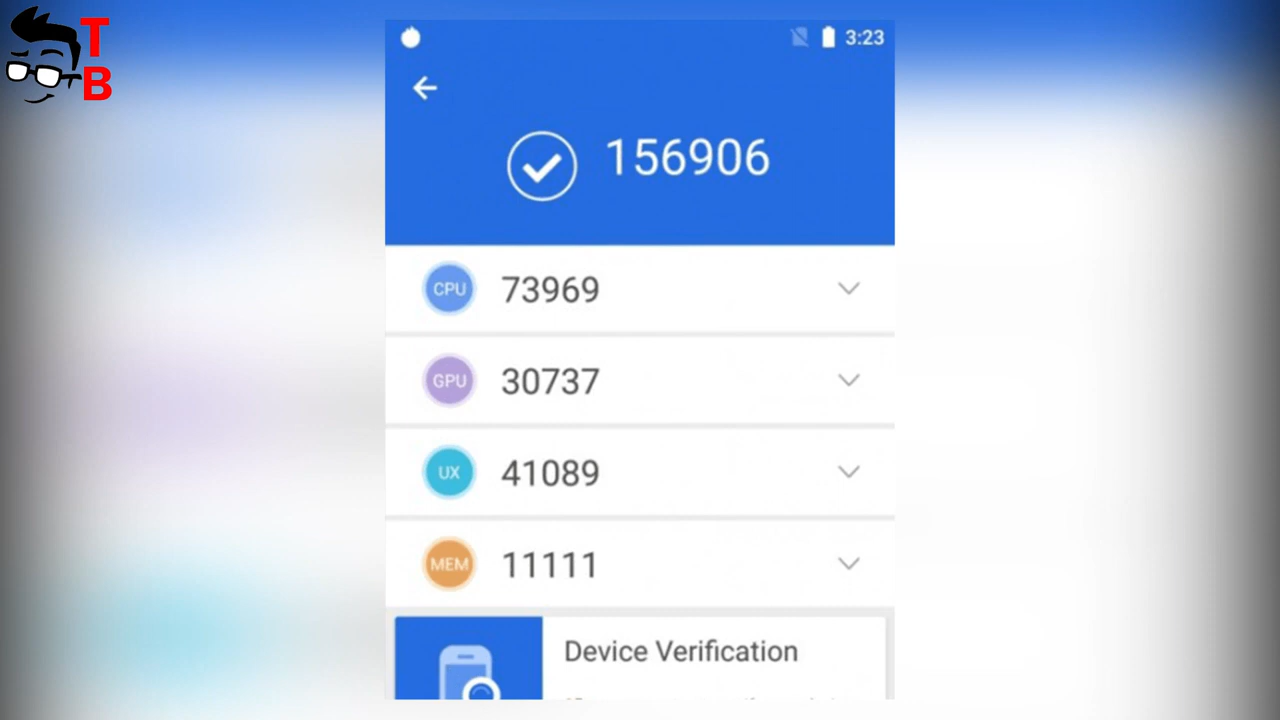 T
B
3:23
156906
CPU 73969
GPU 30737
UX 41089
MEM 11111
Device Verification